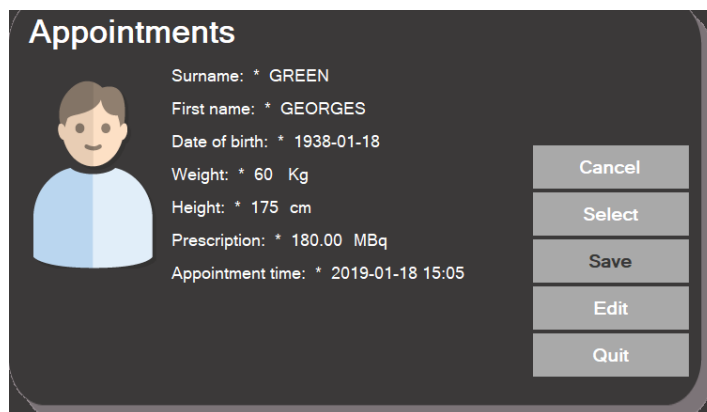 Appointments
Surname: * GREEN
First name: * GEORGES
Date of birth: * 1938-01-18
Weight: * 60 Kg
Height: * 175 cm
Prescription: * 180.00 MBq
Appointment time: * 2019-01-18 15:05
Cancel
Select
Save
Edit
Quit